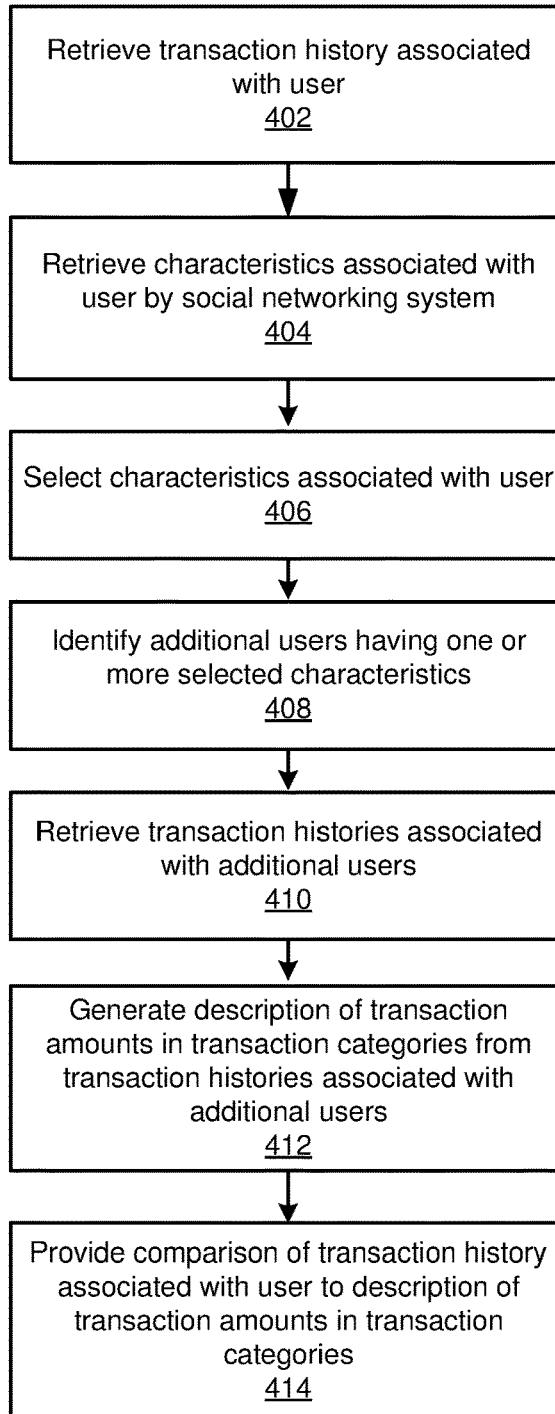 Retrieve transaction history associated
with user
402
Retrieve characteristics associated with
user by social networking system
404
Select characteristics associated with user
406
Identify additional users having one or
more selected characteristics
408
Retrieve transaction histories associated
with additional users
410
Generate description of transaction
amounts in transaction categories from
transaction histories associated with
additional users
412
Provide comparison of transaction history
associated with user to description of
transaction amounts in transaction
categories
414